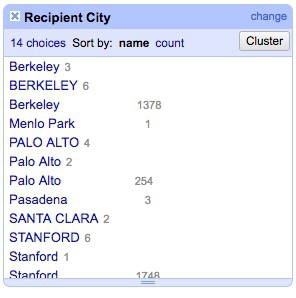 Recipient City change
14 choices Sort by: name count Cluster
Berkeley 3
BERKELEY 6
Berkeley 1378
Menlo Park 1
PALO ALTO 4
Palo Alto 2
Palo Alto 254
Pasadena 3
SANTA CLARA 2
STANFORD 6
Stanford 1
Stanford 1748